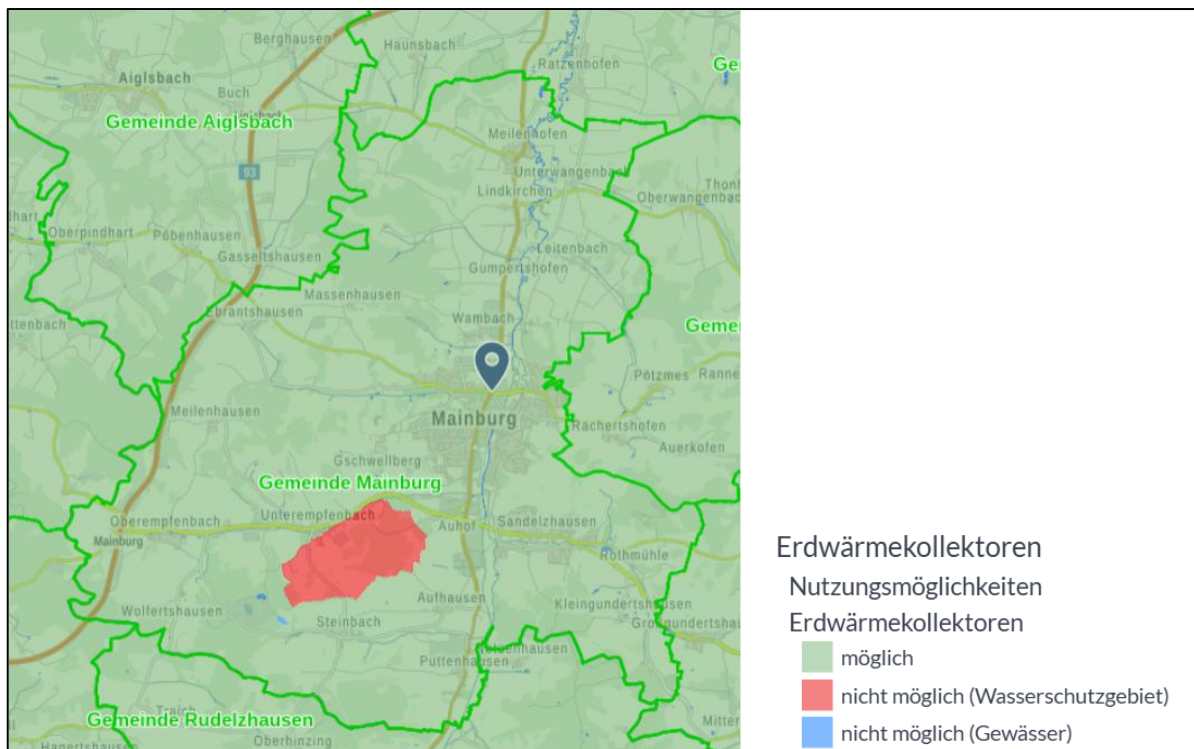 Berghausen
Haunsbach
Ratzenhofen
Aiglsbach
Buch
Gemeinde Aiglsbach
Meilenhofen
93
Unterwangenbach
Lindkirchen
Oberwangenbach
Oberpindhart
Pöbenhausen
Gasseltshausen
Leitenbach
Gumpertshofen
Massenhausen
Ebrantshausen
Wambach
Pötzmes
Meilenhausen
Mainburg
Rachertshofen
Auerkofen
Gschwellberg
Gemeinde Mainburg
Oberempfenbach
Unterempfenbach
Auhof
Sandelzhausen
Mainburg
Rothmühle
Wolfertshausen
Aufhausen
Kleingundertshausen
Steinbach
Puttenhausen
Gemeinde Rudelzhausen
Oberhinzing
Erdwärmekollektoren
Nutzungsmöglichkeiten
Erdwärmekollektoren
möglich
nicht möglich (Wasserschutzgebiet)
nicht möglich (Gewässer)